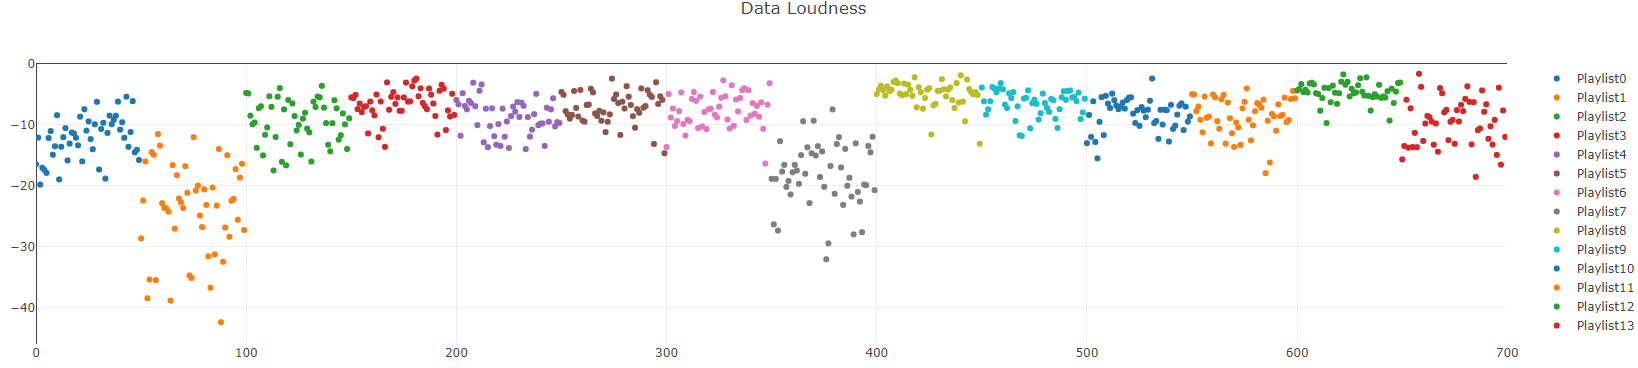 Data Loudness
0
−10
−20
−30
−40
0 100 200 300 400 500 600 700
Playlist0
Playlist1
Playlist2
Playlist3
Playlist4
Playlist5
Playlist6
Playlist7
Playlist8
Playlist9
Playlist10
Playlist11
Playlist12
Playlist13